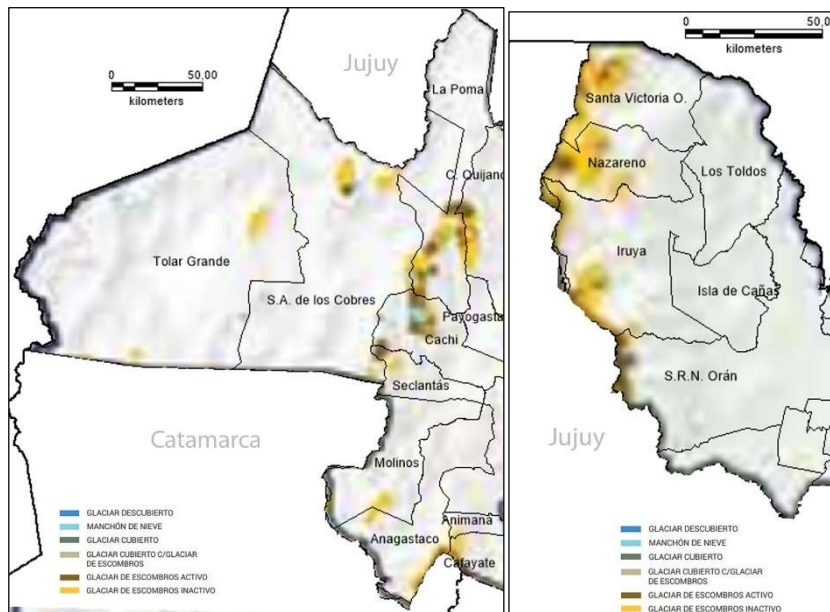 Jujuy
0 50,00
kilometers
La Poma
C. Quijano
Tolar Grande
S.A. de los Cobres
Payogasta
Cachi
Seclantás
Catamarca
Molinos
Animaná
Anagastaco
Cafayate
GLACIAR DESCUBIERTO
MANCHÓN DE NIEVE
GLACIAR CUBIERTO
GLACIAR CUBIERTO C/GLACIAR
DE ESCOMBROS
GLACIAR DE ESCOMBROS ACTIVO
GLACIAR DE ESCOMBROS INACTIVO
0 50,0
kilometers
Santa Victoria O.
Nazareno
Los Toldos
Iruya
Isla de Cañas
S.R.N. Orán
Jujuy
GLACIAR DESCUBIERTO
MANCHÓN DE NIEVE
GLACIAR CUBIERTO
GLACIAR CUBIERTO C/GLACIAR
DE ESCOMBROS
GLACIAR DE ESCOMBROS ACTIVO
GLACIAR DE ESCOMBROS INACTIVO